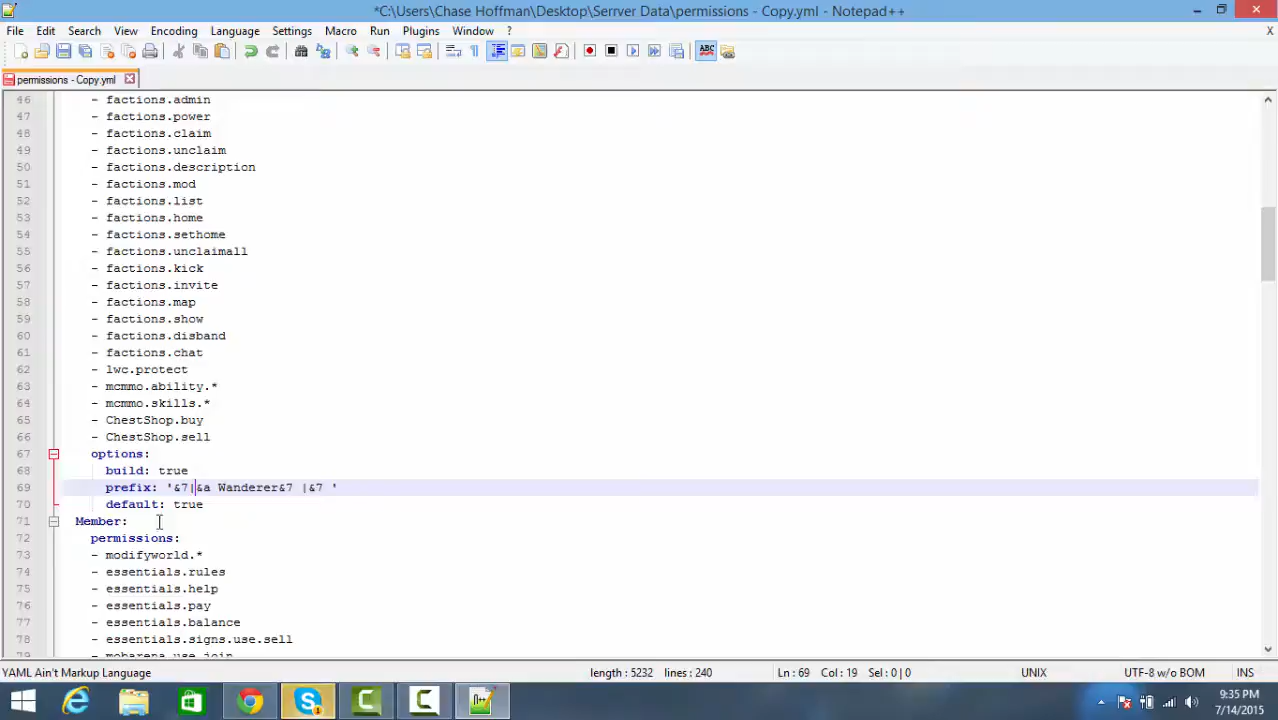 *C:\Users\Chase Hoffman\Desktop\Serrver Data\permissions - Copy.yml - Notepad++
File Edit Search View Encoding Language Settings Macro Run Plugins Window ? X
permissions - Copy.yml
46 - factions.admin
47 - factions.power
48 - factions.claim
49 - factions.unclaim
50 - factions.description
51 - factions.mod
52 - factions.list
53 - factions.home
54 - factions.sethome
55 - factions.unclaimall
56 - factions.kick
57 - factions.invite
58 - factions.map
59 - factions.show
60 - factions.disband
61 - factions.chat
62 - lwc.protect
63 - mcmmo.ability.*
64 - mcmmo.skills.*
65 - ChestShop.buy
66 - ChestShop.sell
67 options:
68 build: true
69 prefix: '&7|&a Wanderer&7 |&7 '
70 default: true
71 Member:
72 permissions:
73 - modifyworld.*
74 - essentials.rules
75 - essentials.help
76 - essentials.pay
77 - essentials.balance
78 - essentials.signs.use.sell
79 - mobarena.use.join
YAML Ain't Markup Language length : 5232 lines : 240 Ln : 69 Col : 19 Sel : 0 | 0 UNIX UTF-8 w/o BOM INS
9:35 PM
7/14/2015